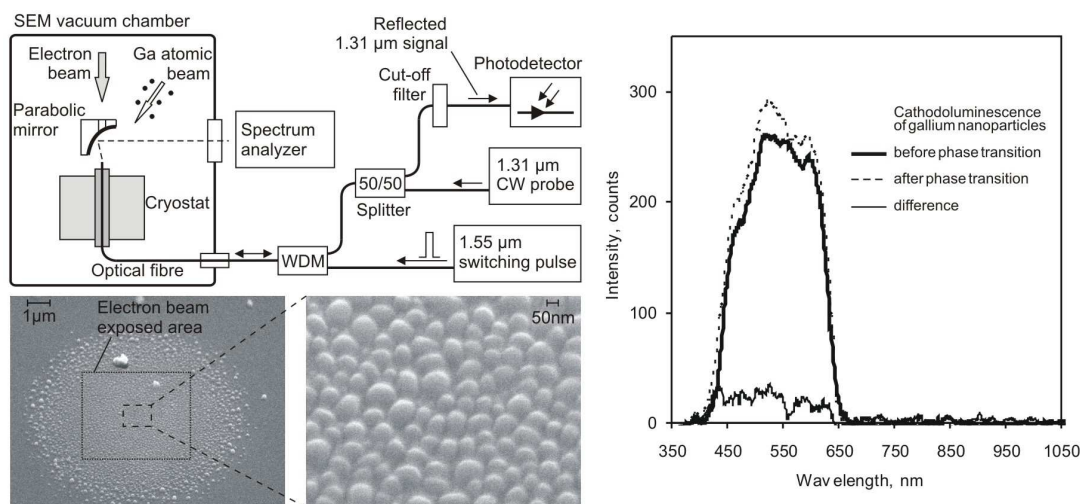 SEM vacuum chamber
Electron
beam
Ga atomic
beam
Parabolic
mirror
Spectrum
analyzer
Cryostat
Optical fibre
Reflected
1.31 µm signal
Photodetector
Cut-off
filter
50/50
Splitter
1.31 µm
CW probe
WDM
1.55 µm
switching pulse
1µm
Electron beam
exposed area
50nm
Intensity, counts
300
200
100
0
350
450
550
650
750
850
950
1050
Wavelength, nm
Cathodoluminescence
of gallium nanoparticles
before phase transition
after phase transition
difference